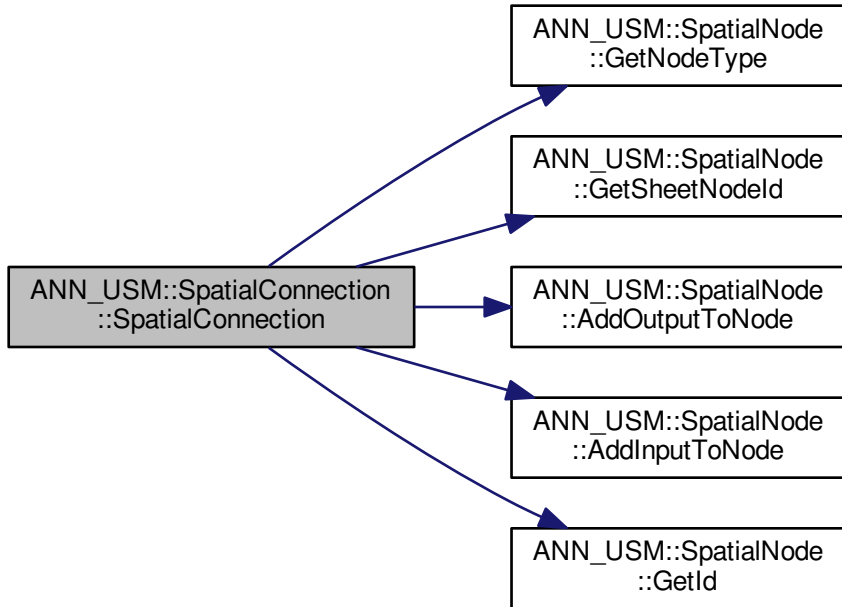 ANN_USM::SpatialNode
::GetNodeType
ANN_USM::SpatialNode
::GetSheetNodeId
ANN_USM::SpatialConnection
::SpatialConnection
ANN_USM::SpatialNode
::AddOutputToNode
ANN_USM::SpatialNode
::AddInputToNode
ANN_USM::SpatialNode
::GetId